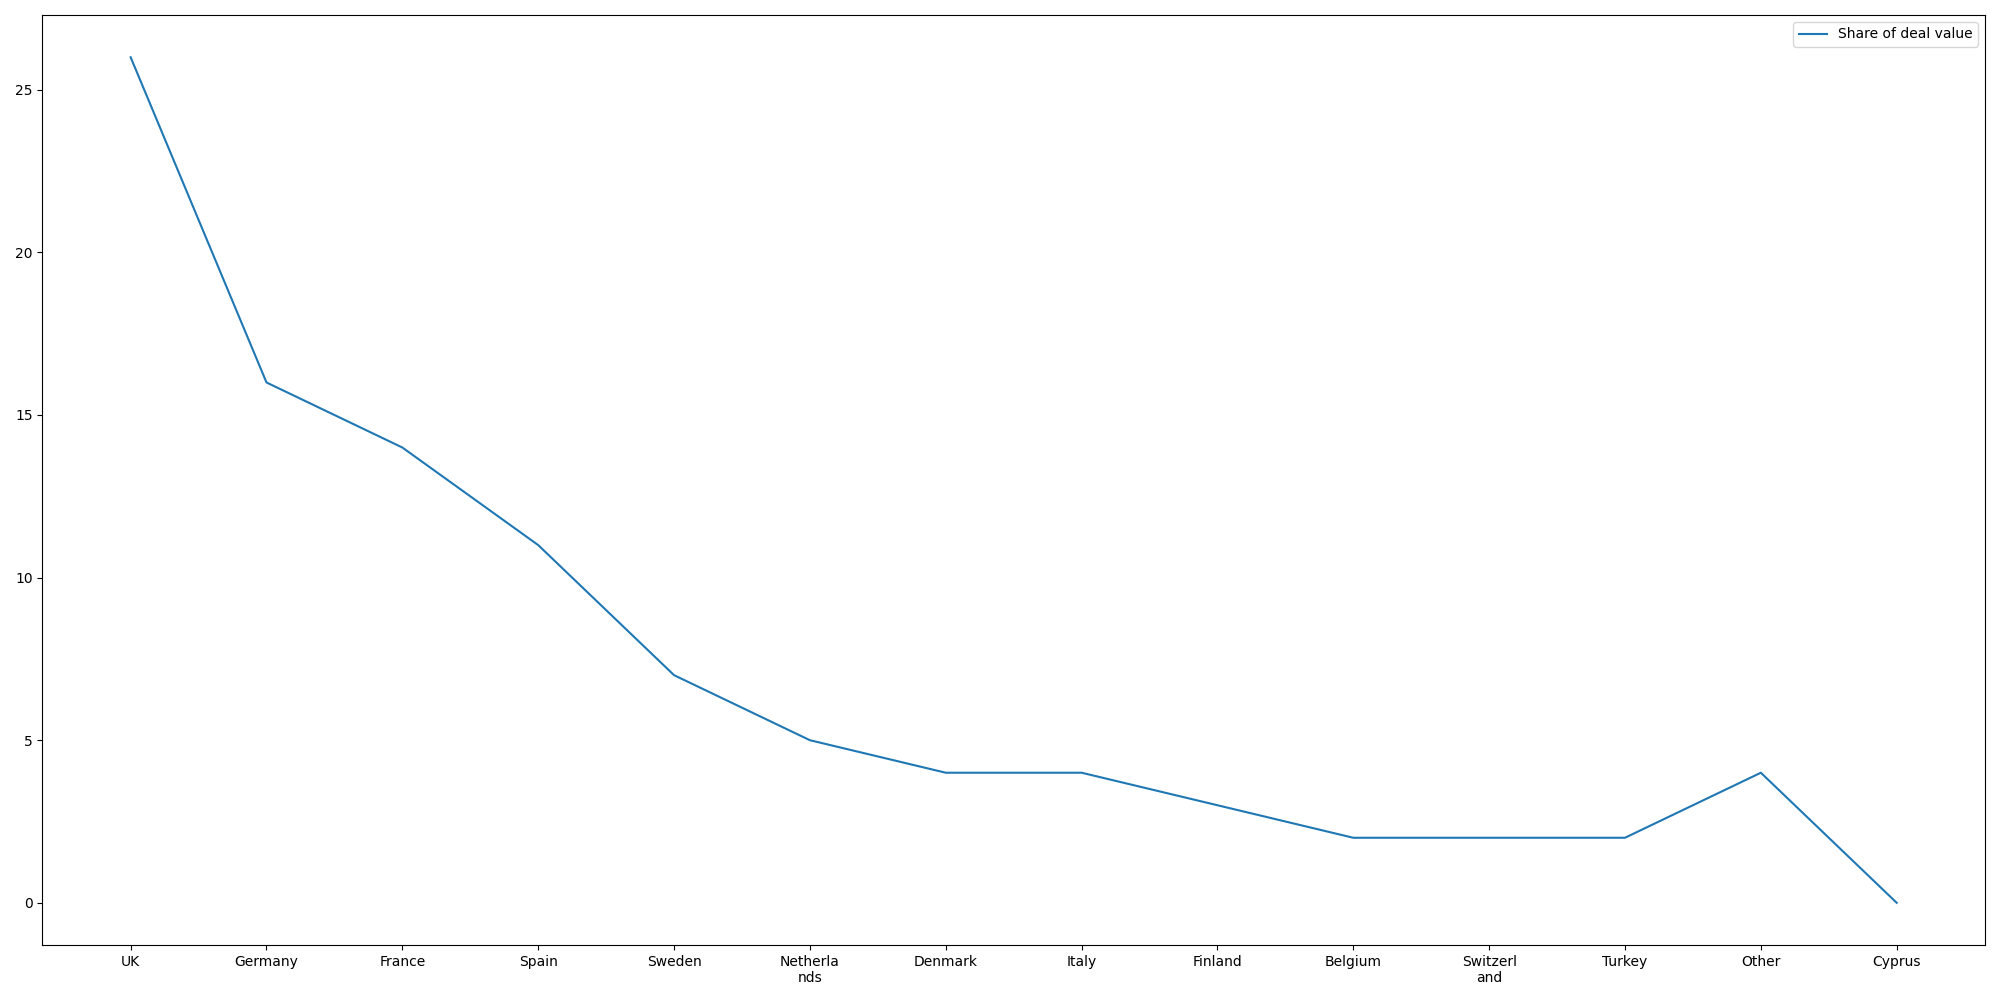 Share of deal value
25
20
15
10
5
0
UK Germany France Spain Sweden Netherla Denmark Italy Finland Belgium Switzerl Turkey Other Cyprus
nds and